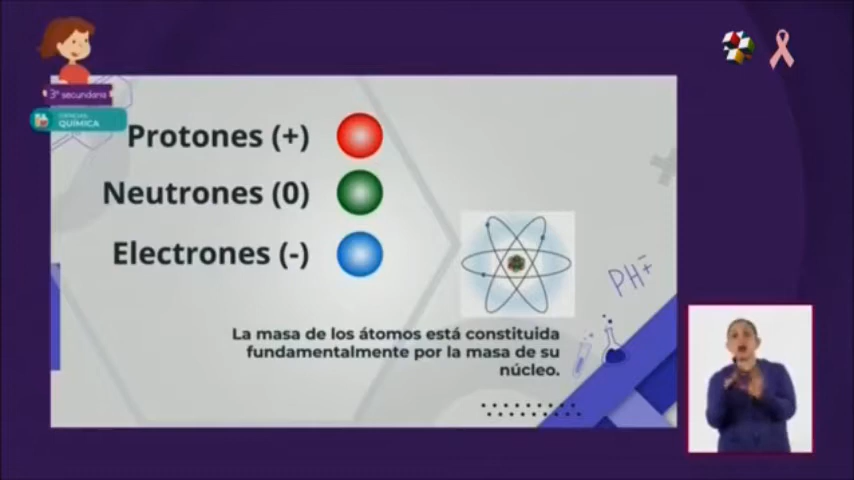 3° secundaria
CIENCIAS
QUÍMICA
Protones (+)
Neutrones (0)
Electrones (-)
PH+-
La masa de los átomos está constituida
fundamentalmente por la masa de su
núcleo.